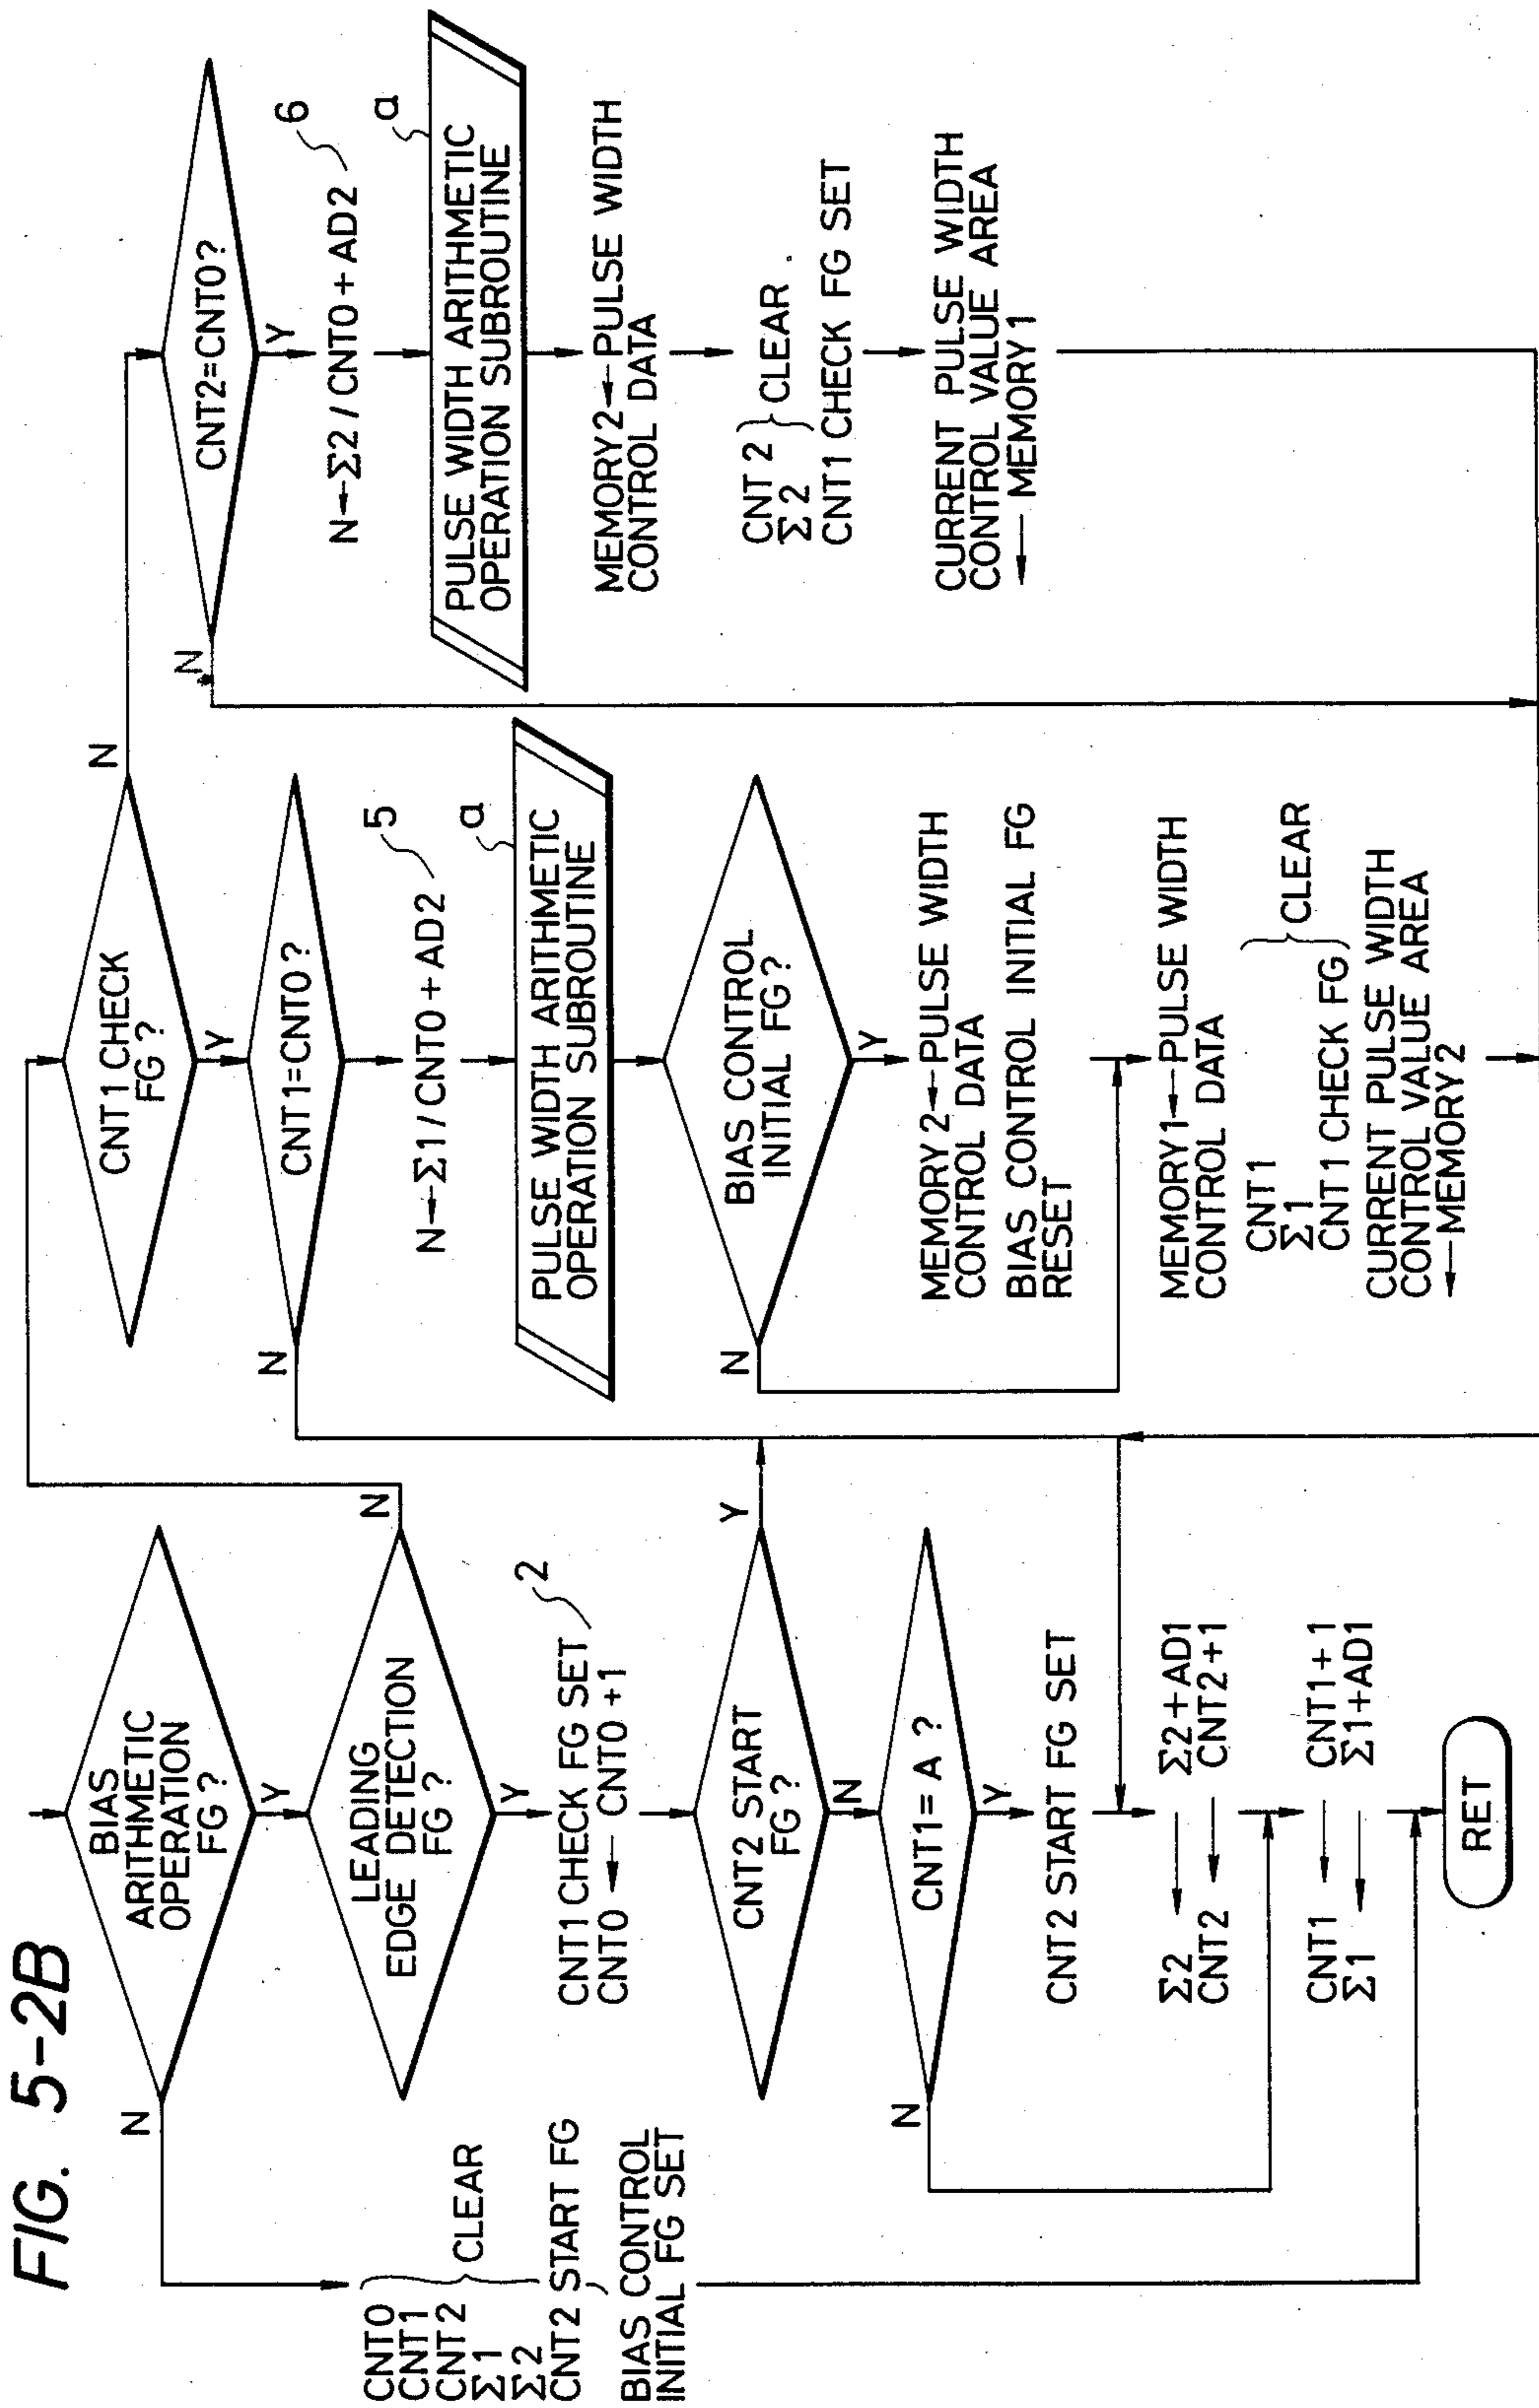 FIG. 5-2B
BIAS
ARITHMETIC
OPERATION
FG ?
N
Y
CNT0
CNT1
CNT2
Σ1
Σ2
CNT2 START FG
CLEAR
BIAS CONTROL
INITIAL FG SET
LEADING
EDGE DETECTION
FG ?
N
Y
CNT1 CHECK FG SET
CNT0 ← CNT0 +1
2
CNT2 START
FG ?
Y
N
CNT1= A ?
N
Y
CNT2 START FG SET
Σ2 ← Σ2+AD1
CNT2 ← CNT2+1
CNT1 ← CNT1+1
Σ1 ← Σ1+AD1
RET
CNT1 CHECK
FG ?
N
Y
CNT1=CNT0 ?
N
N←Σ1/CNT0+AD2
5
a
PULSE WIDTH ARITMETIC
OPERATION SUBROUTINE
BIAS CONTROL
INITIAL FG ?
N
Y
MEMORY 2←PULSE WIDTH
CONTROL DATA
BIAS CONTROL INITIAL FG
RESET
MEMORY1←PULSE WIDTH
CONTROL DATA
CNT1
Σ1
CNT1 CHECK FG
CLEAR
CURRENT PULSE WIDTH
CONTROL VALUE AREA
← MEMORY 2
CNT2=CNT0?
N
Y
N←Σ2/CNT0+AD2
6
a
PULSE WIDTH ARITHMETIC
OPERATION SUBROUTINE
MEMORY2←PULSE WIDTH
CONTROL DATA
CNT 2
Σ2
CLEAR
CNT1 CHECK FG SET
CURRENT PULSE WIDTH
CONTROL VALUE AREA
← MEMORY1